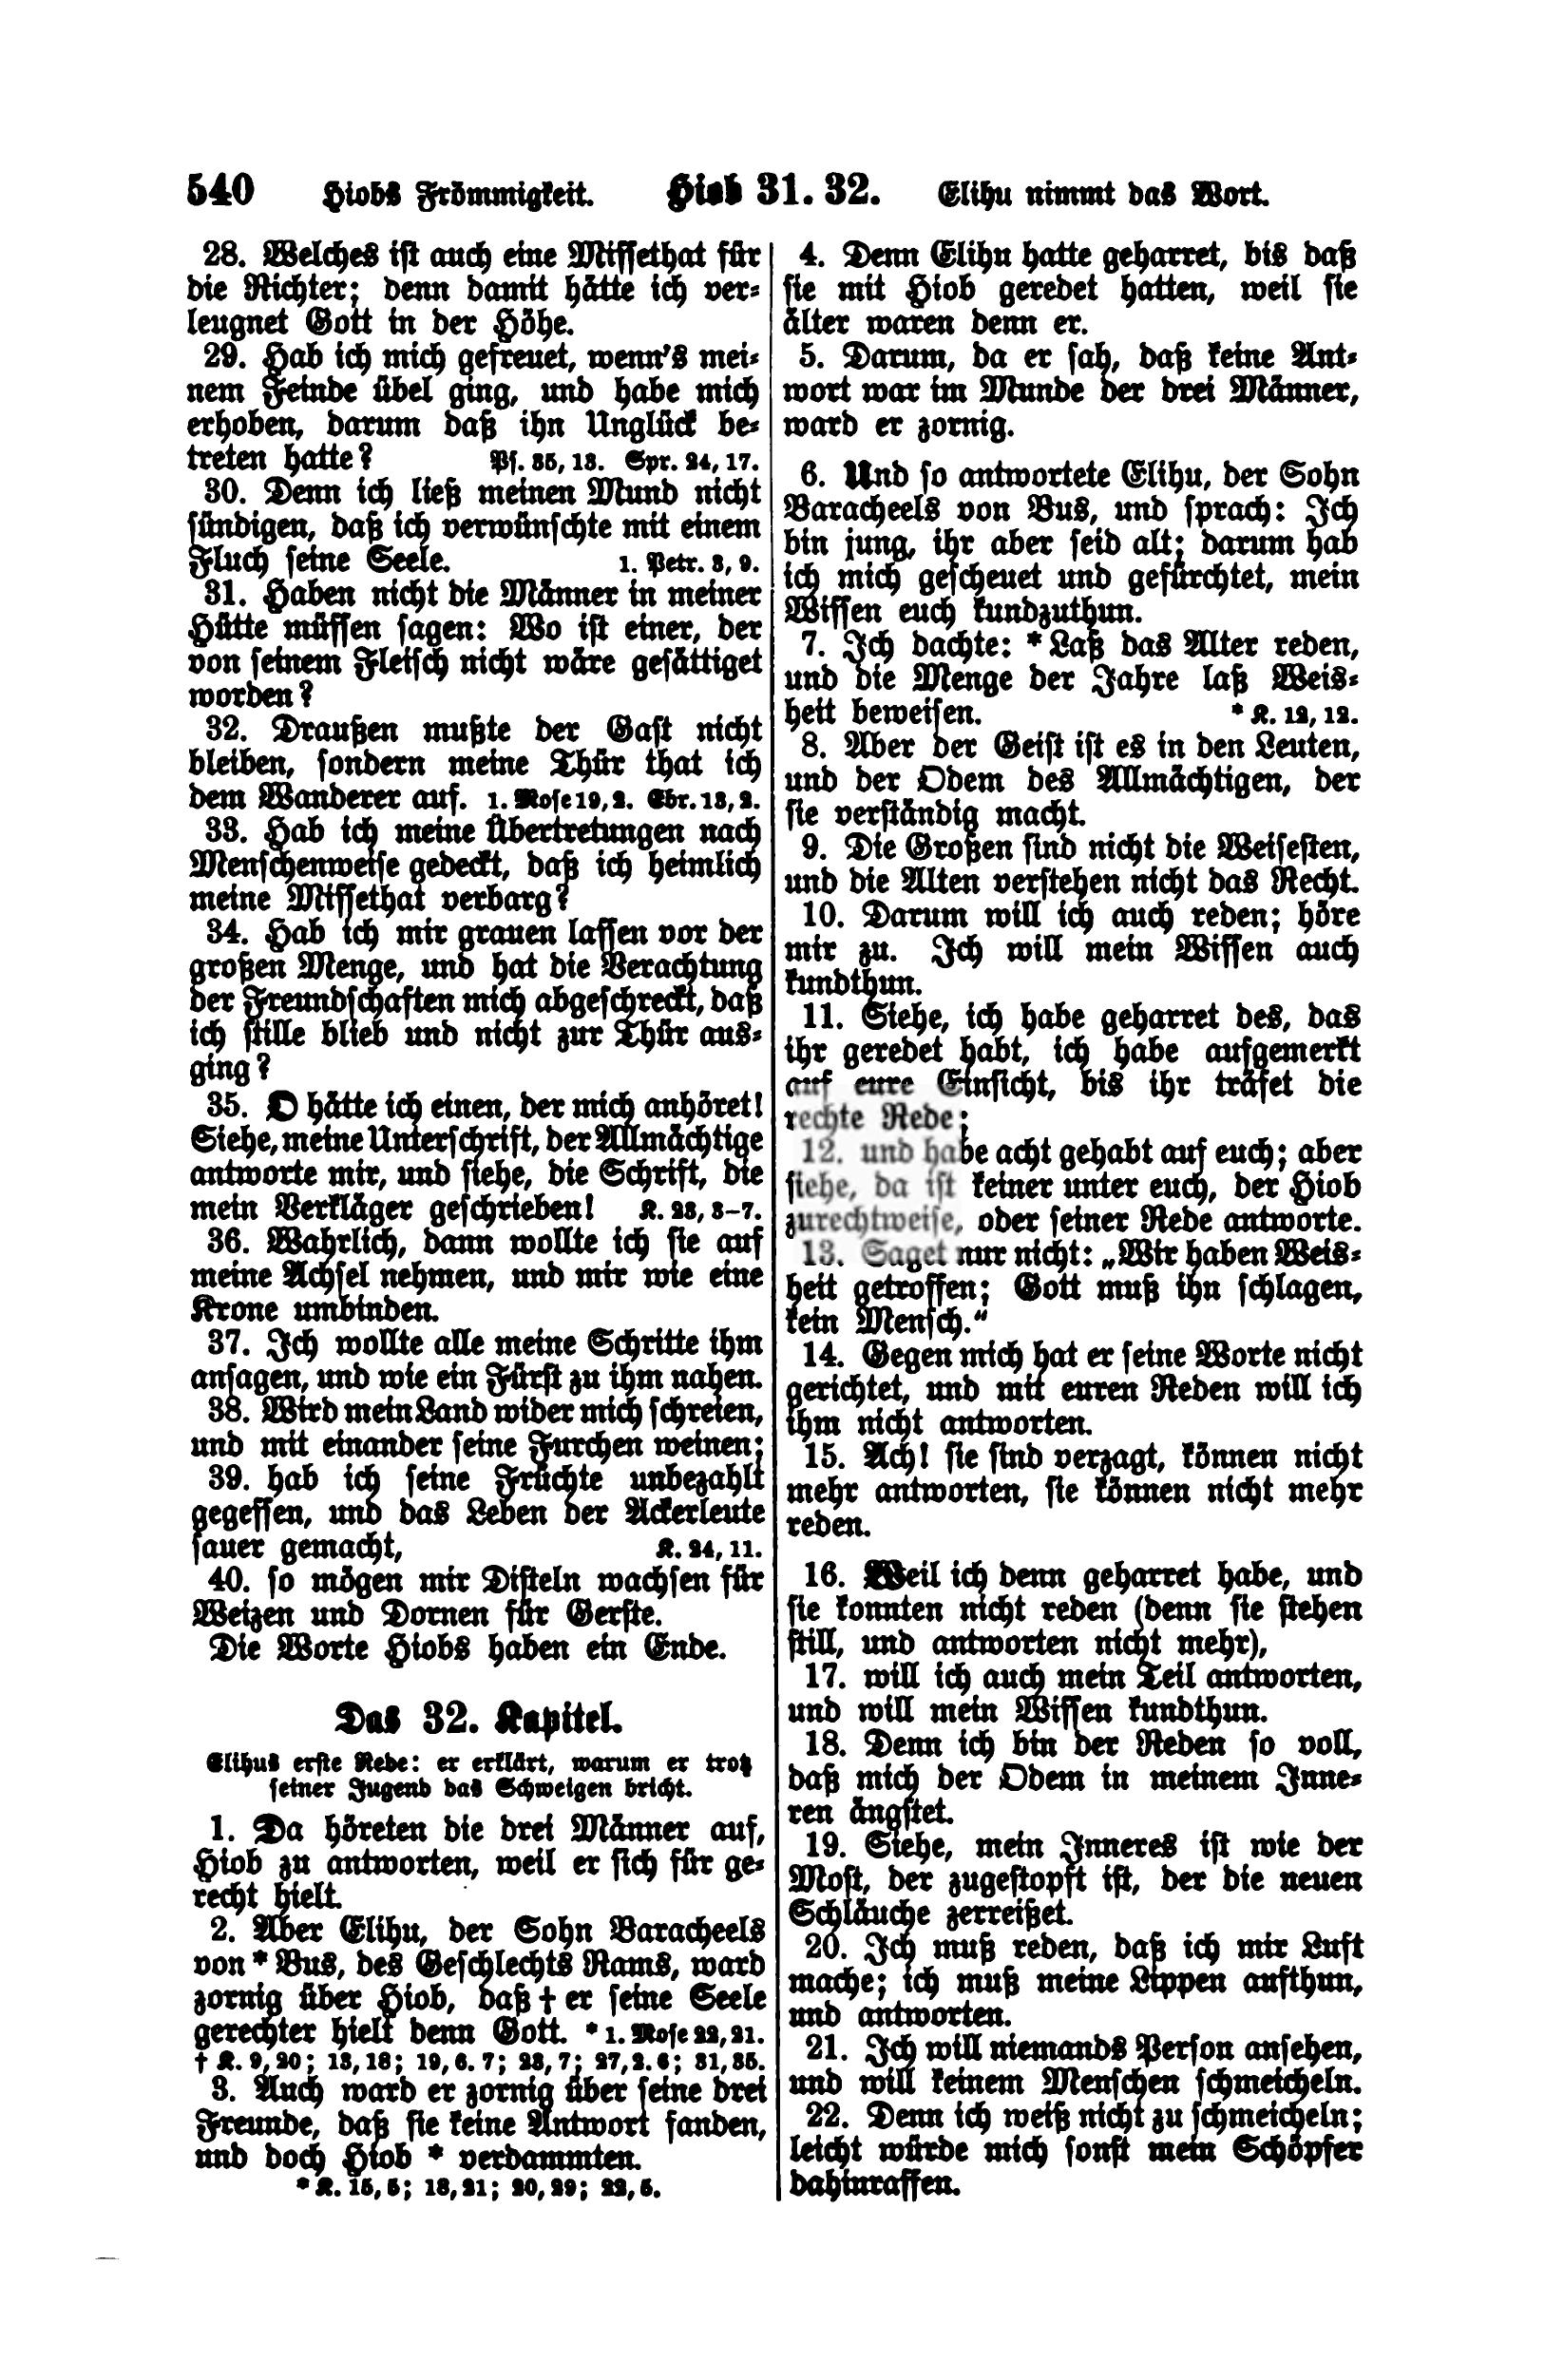 540 Hiobs Frömmigkeit. Hiob 31. 32. Elihu nimmt das Wort.
28. Welches ist auch eine Missethat für
die Richter; denn damit hätte ich ver-
leugnet Gott in der Höhe.
29. Hab ich mich gefreuet, wenn's mei-
nem Feinde übel ging, und habe mich
erhoben, darum daß ihn Unglück be-
treten hatte? Ps. 35, 13. Spr. 24, 17.
30. Denn ich ließ meinen Mund nicht
sündigen, daß ich verwünschte mit einem
Fluch seine Seele. 1. Petr. 3, 9.
31. Haben nicht die Männer in meiner
Hütte müssen sagen: Wo ist einer, der
von seinem Fleisch nicht wäre gesättiget
worden?
32. Draußen mußte der Gast nicht
bleiben, sondern meine Thür that ich
dem Wanderer auf. 1. Mose 19, 2. Ebr. 13, 2.
33. Hab ich meine Übertretungen nach
Menschenweise gedeckt, daß ich heimlich
meine Missethat verbarg?
34. Hab ich mir grauen lassen vor der
großen Menge, und hat die Verachtung
der Freundschaften mich abgeschreckt, daß
ich stille blieb und nicht zur Thür aus-
ging?
35. O hätte ich einen, der mich anhöret!
Siehe, meine Unterschrift, der Allmächtige
antworte mir, und siehe, die Schrift, die
mein Verkläger geschrieben! K. 23, 3–7.
36. Wahrlich, dann wollte ich sie auf
meine Achsel nehmen, und mir wie eine
Krone umbinden.
37. Ich wollte alle meine Schritte ihm
ansagen, und wie ein Fürst zu ihm nahen.
38. Wird mein Land wider mich schreien,
und mit einander seine Furchen weinen;
39. hab ich seine Früchte unbezahlt
gegessen, und das Leben der Ackerleute
sauer gemacht, K. 24, 11.
40. so mögen mir Disteln wachsen für
Weizen und Dornen für Gerste.
Die Worte Hiobs haben ein Ende.
Das 32. Kapitel.
Elihus erste Rede: er erklärt, warum er trotz
seiner Jugend das Schweigen bricht.
1. Da höreten die drei Männer auf,
Hiob zu antworten, weil er sich für ge-
recht hielt.
2. Aber Elihu, der Sohn Baracheels
von * Bus, des Geschlechts Rams, ward
zornig über Hiob, daß † er seine Seele
gerechter hielt denn Gott. * 1. Mose 22, 21.
† K. 9, 20; 13, 18; 19, 6. 7; 23, 7; 27, 2. 6; 31, 35.
3. Auch ward er zornig über seine drei
Freunde, daß sie keine Antwort fanden,
und doch Hiob * verdammten.
* K. 15, 5; 18, 21; 20, 29; 22, 5.
4. Denn Elihu hatte geharret, bis daß
sie mit Hiob geredet hatten, weil sie
älter waren denn er.
5. Darum, da er sah, daß keine Ant-
wort war im Munde der drei Männer,
ward er zornig.
6. Und so antwortete Elihu, der Sohn
Baracheels von Bus, und sprach: Ich
bin jung, ihr aber seid alt; darum hab
ich mich gescheuet und gefürchtet, mein
Wissen euch kundzuthun.
7. Ich dachte: * Laß das Alter reden,
und die Menge der Jahre laß Weis-
heit beweisen. * K. 12, 12.
8. Aber der Geist ist es in den Leuten,
und der Odem des Allmächtigen, der
sie verständig macht.
9. Die Großen sind nicht die Weisesten,
und die Alten verstehen nicht das Recht.
10. Darum will ich auch reden; höre
mir zu. Ich will mein Wissen auch
kundthun.
11. Siehe, ich habe geharret des, das
ihr geredet habt, ich habe aufgemerkt
auf eure Einsicht, bis ihr träfet die
rechte Rede;
12. und habe acht gehabt auf euch; aber
siehe, da ist keiner unter euch, der Hiob
zurechtweise, oder seiner Rede antworte.
13. Saget nur nicht: „Wir haben Weis-
heit getroffen; Gott muß ihn schlagen,
kein Mensch.“
14. Gegen mich hat er seine Worte nicht
gerichtet, und mit euren Reden will ich
ihm nicht antworten.
15. Ach! sie sind verzagt, können nicht
mehr antworten, sie können nicht mehr
reden.
16. Weil ich denn geharret habe, und
sie konnten nicht reden (denn sie stehen
still, und antworten nicht mehr),
17. will ich auch mein Teil antworten,
und will mein Wissen kundthun.
18. Denn ich bin der Reden so voll,
daß mich der Odem in meinem Inne-
ren ängstet.
19. Siehe, mein Inneres ist wie der
Most, der zugestopft ist, der die neuen
Schläuche zerreißet.
20. Ich muß reden, daß ich mir Luft
mache; ich muß meine Lippen aufthun,
und antworten.
21. Ich will niemands Person ansehen,
und will keinem Menschen schmeicheln.
22. Denn ich weiß nicht zu schmeicheln;
leicht würde mich sonst mein Schöpfer
dahinraffen.